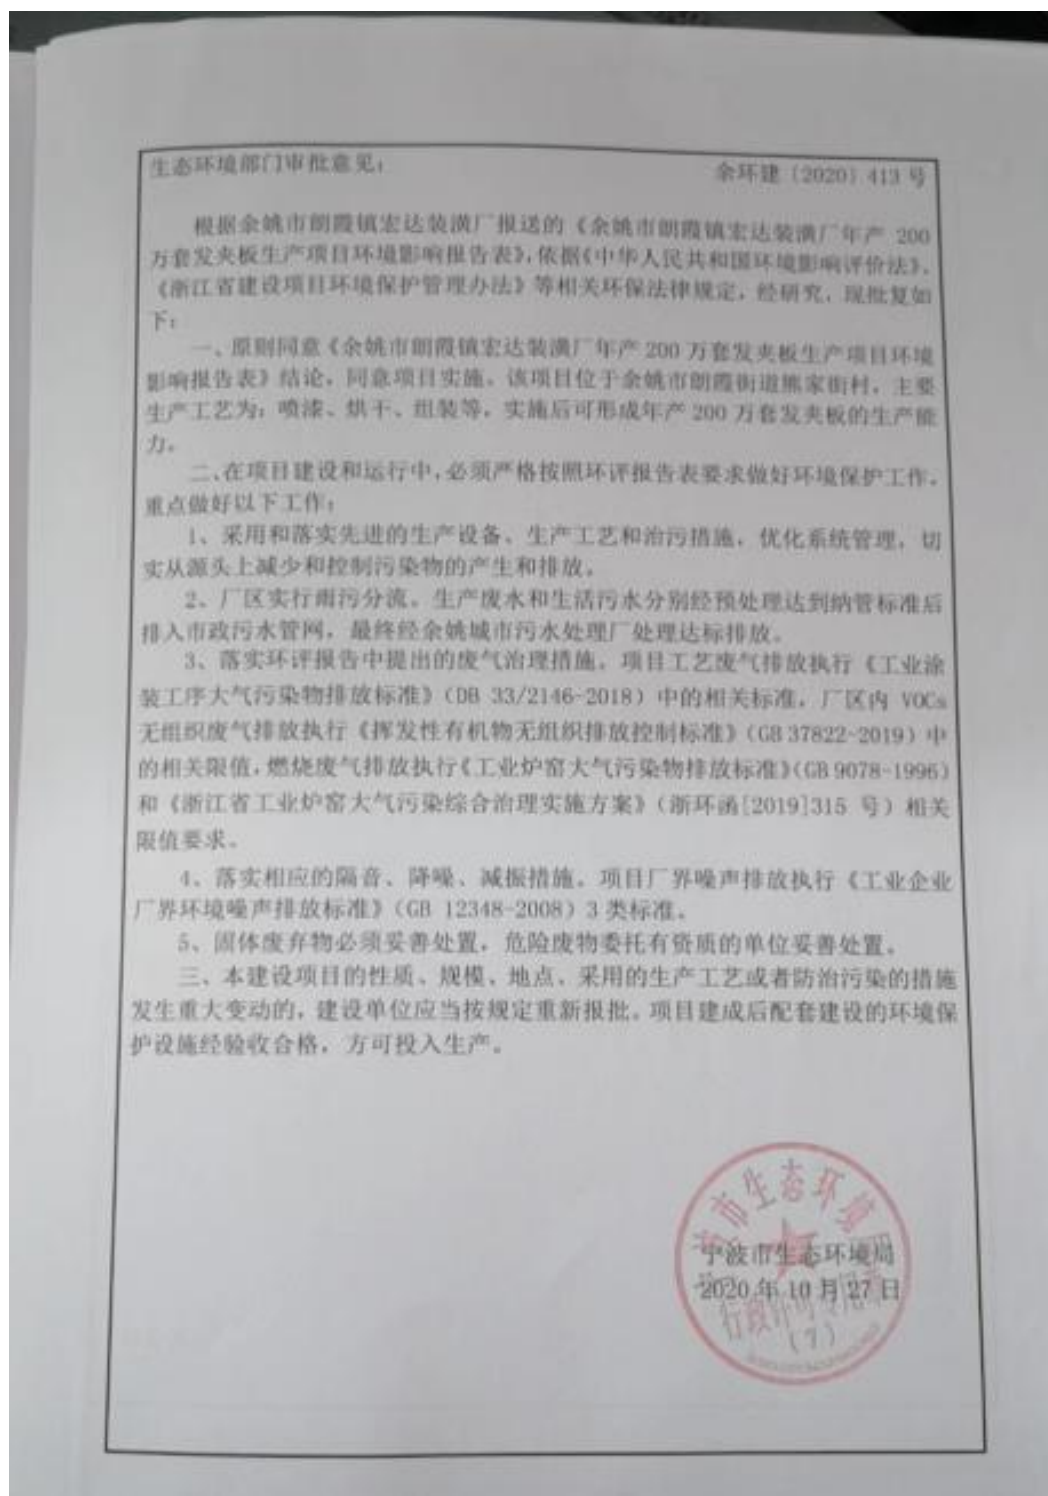 生态环境部门审批意见：
余环建〔2020〕413 号
根据余姚市朗霞镇宏达装潢厂报送的《余姚市朗霞镇宏达装潢厂年产 200
万套发夹板生产项目环境影响报告表》，依据《中华人民共和国环境影响评价法》、
《浙江省建设项目环境保护管理办法》等相关环保法律规定，经研究，现批复如
下：
一、原则同意《余姚市朗霞镇宏达装潢厂年产 200 万套发夹板生产项目环境
影响报告表》结论，同意项目实施。该项目位于余姚市朗霞街道熊家街村，主要
生产工艺为：喷漆、烘干、组装等，实施后可形成年产 200 万套发夹板的生产能
力。
二、在项目建设和运行中，必须严格按照环评报告表要求做好环境保护工作。
重点做好以下工作：
1、采用和落实先进的生产设备、生产工艺和治污措施，优化系统管理，切
实从源头上减少和控制污染物的产生和排放。
2、厂区实行雨污分流。生产废水和生活污水分别经预处理达到纳管标准后
排入市政污水管网，最终经余姚城市污水处理厂处理达标排放。
3、落实环评报告中提出的废气治理措施。项目工艺废气排放执行《工业涂
装工序大气污染物排放标准》（DB 33/2146-2018）中的相关标准，厂区内 VOCs
无组织废气排放执行《挥发性有机物无组织排放控制标准》（GB 37822-2019）中
的相关限值，燃烧废气排放执行《工业炉窑大气污染物排放标准》（GB 9078-1996）
和《浙江省工业炉窑大气污染综合治理实施方案》（浙环函[2019]315 号）相关
限值要求。
4、落实相应的隔音、降噪、减振措施。项目厂界噪声排放执行《工业企业
厂界环境噪声排放标准》（GB 12348-2008）3 类标准。
5、固体废弃物必须妥善处置，危险废物委托有资质的单位妥善处置。
三、本建设项目的性质、规模、地点、采用的生产工艺或者防治污染的措施
发生重大变动的，建设单位应当按规定重新报批。项目建成后配套建设的环境保
护设施经验收合格，方可投入生产。
宁波市生态环境局
2020 年 10 月 27 日
行政许可专用章
(7)